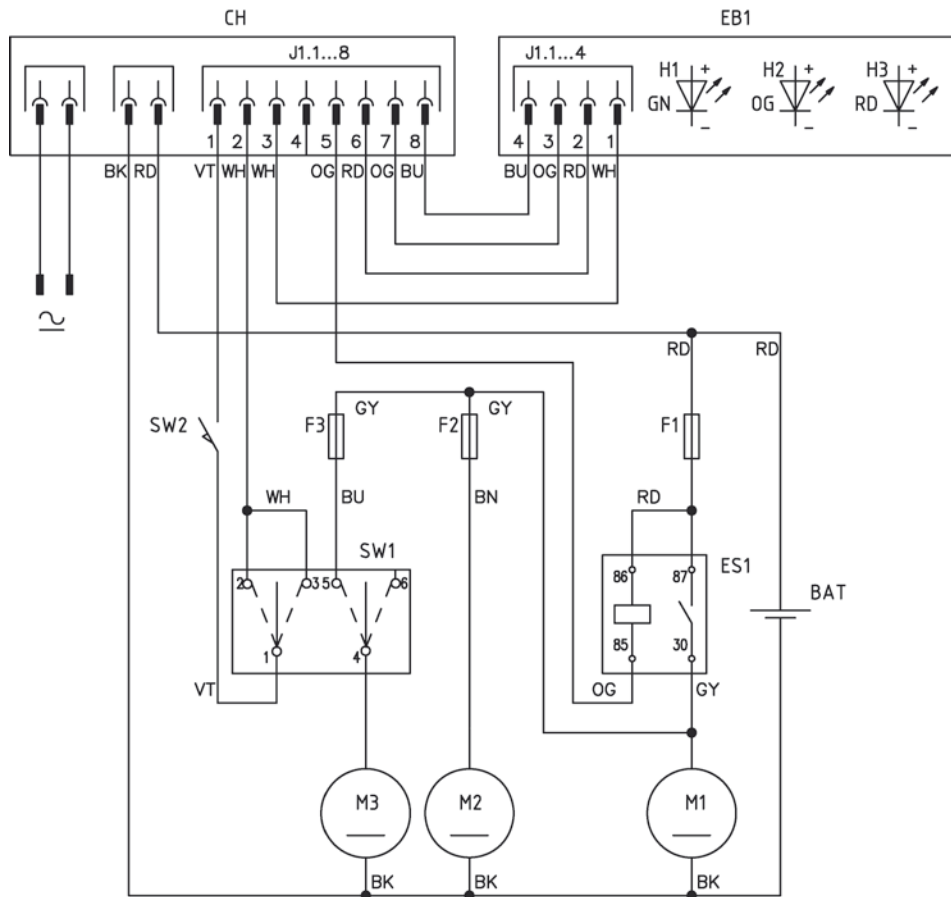 CH EB1
J1.1...8 J1.1...4
H1 + H2 + H3 +
GN OG RD
– – –
1 2 3 4 5 6 7 8 4 3 2 1
BK RD VT WH WH OG RD OG BU BU OG RD WH
RD RD
GY GY
SW2 F3 F2 F1
WH BU BN RD
SW1 ES1
2 3 5 6 86 87 BAT
1 4 85 30
VT OG GY
M3 M2 M1
BK BK BK